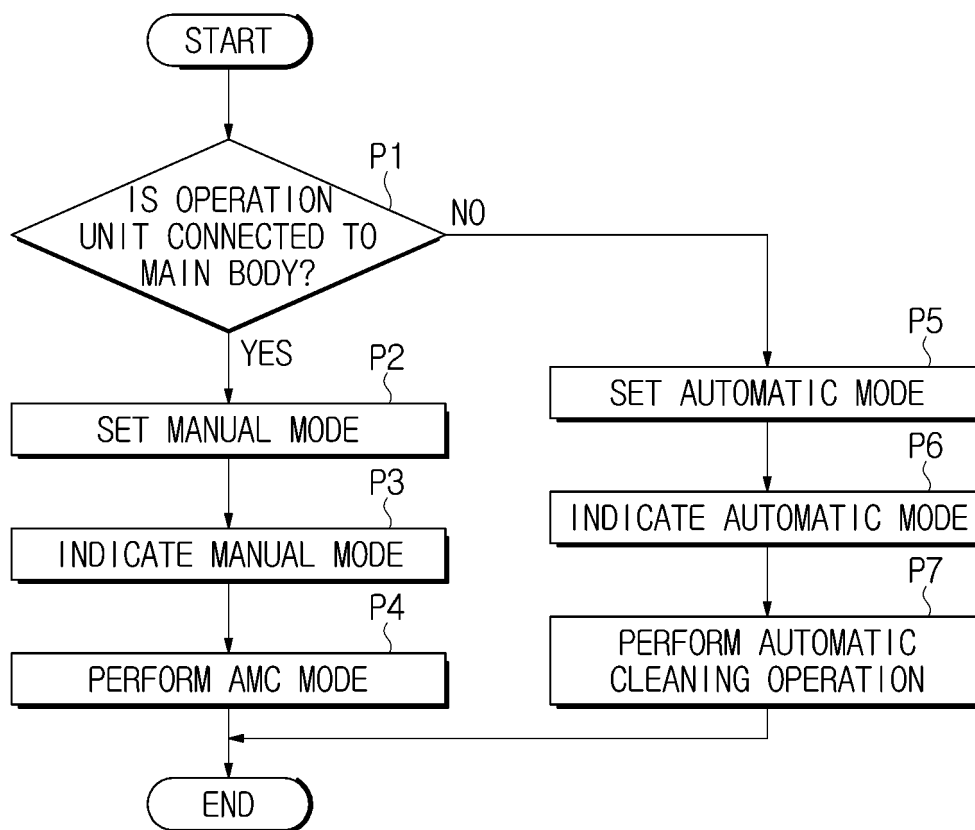 START
P1
IS OPERATION
UNIT CONNECTED TO
MAIN BODY?
NO
YES
P2
SET MANUAL MODE
P3
INDICATE MANUAL MODE
P4
PERFORM AMC MODE
P5
SET AUTOMATIC MODE
P6
INDICATE AUTOMATIC MODE
P7
PERFORM AUTOMATIC
CLEANING OPERATION
END